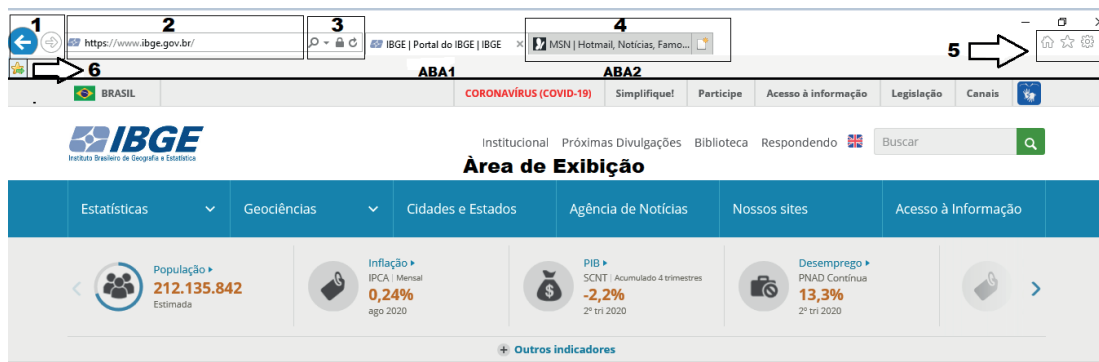 1 2 3 4
https://www.ibge.gov.br/ IBGE | Portal do IBGE | IBGE × MSN | Hotmail, Notícias, Famo...
5
6 ABA1 ABA2
BRASIL CORONAVÍRUS (COVID-19) Simplifique! Participe Acesso à informação Legislação Canais
IBGE
Instituto Brasileiro de Geografia e Estatística
Institucional Próximas Divulgações Biblioteca Respondendo Buscar
Àrea de Exibição
Estatísticas Geociências Cidades e Estados Agência de Notícias Nossos sites Acesso à Informação
População
212.135.842
Estimada
Inflação
IPCA | Mensal
0,24%
ago 2020
PIB
SCNT | Acumulado 4 trimestres
-2,2%
2º tri 2020
Desemprego
PNAD Contínua
13,3%
2º tri 2020
+ Outros indicadores